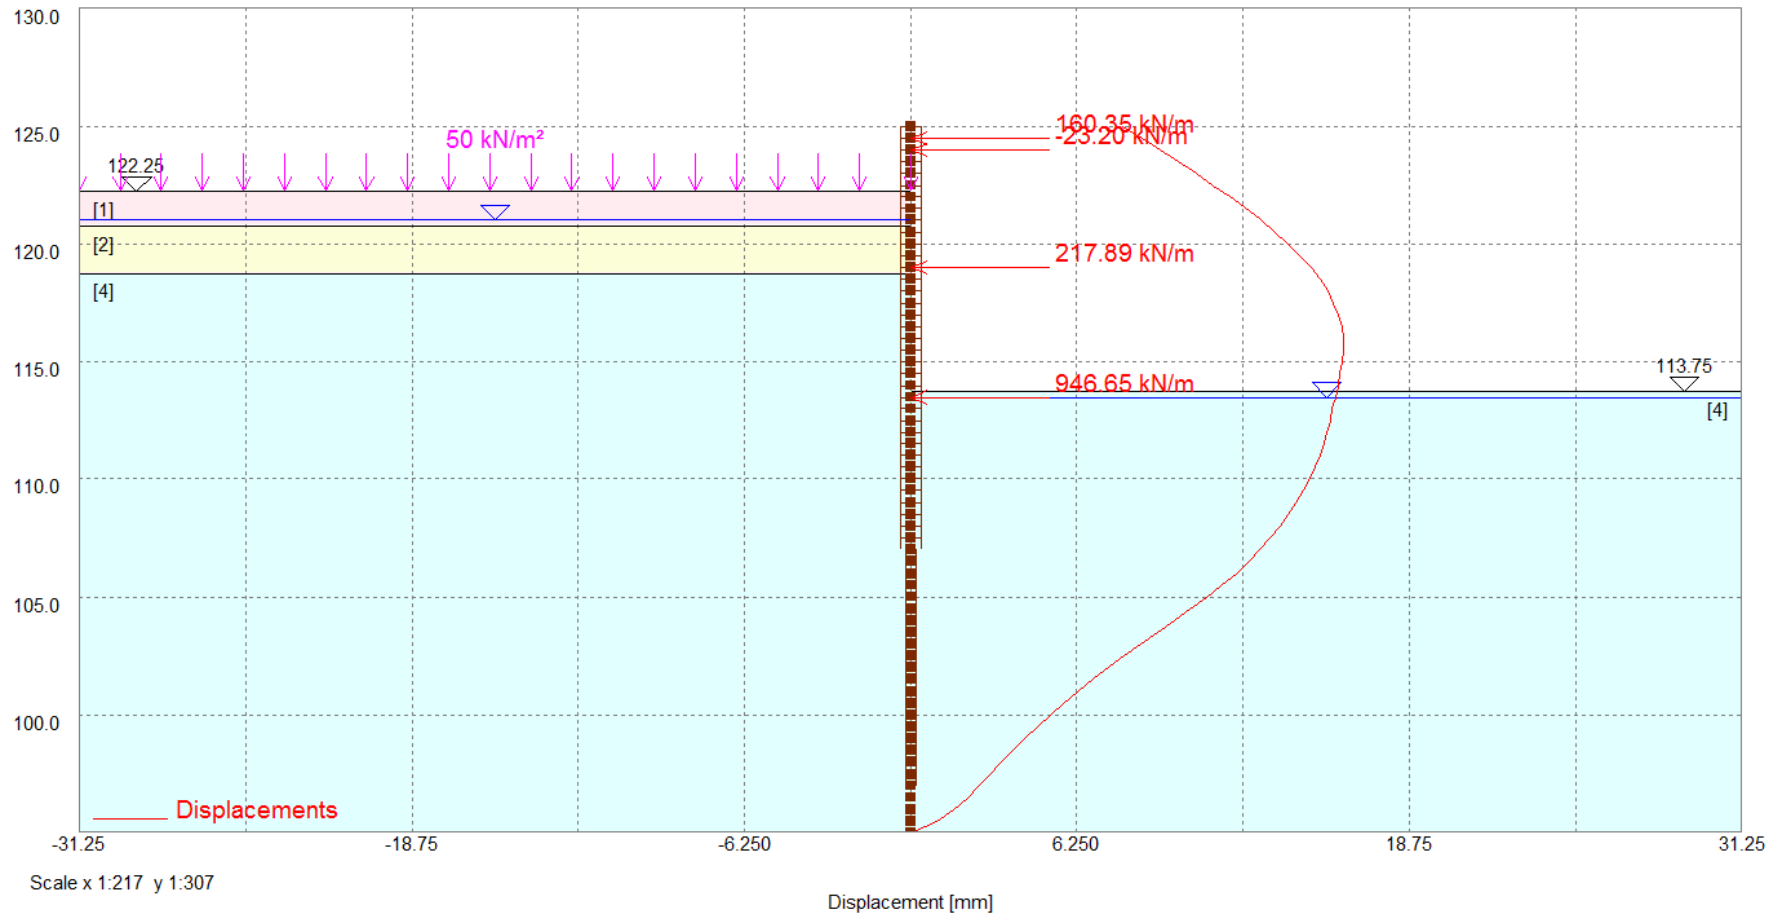 130.0
125.0
160.35 kN/m
-23.20 kN/m
50 kN/m²
122.25
[1]
120.0
[2]
217.89 kN/m
[4]
115.0
113.75
946.65 kN/m
[4]
110.0
105.0
100.0
Displacements
-31.25 -18.75 -6.250 6.250 18.75 31.25
Scale x 1:217 y 1:307
Displacement [mm]